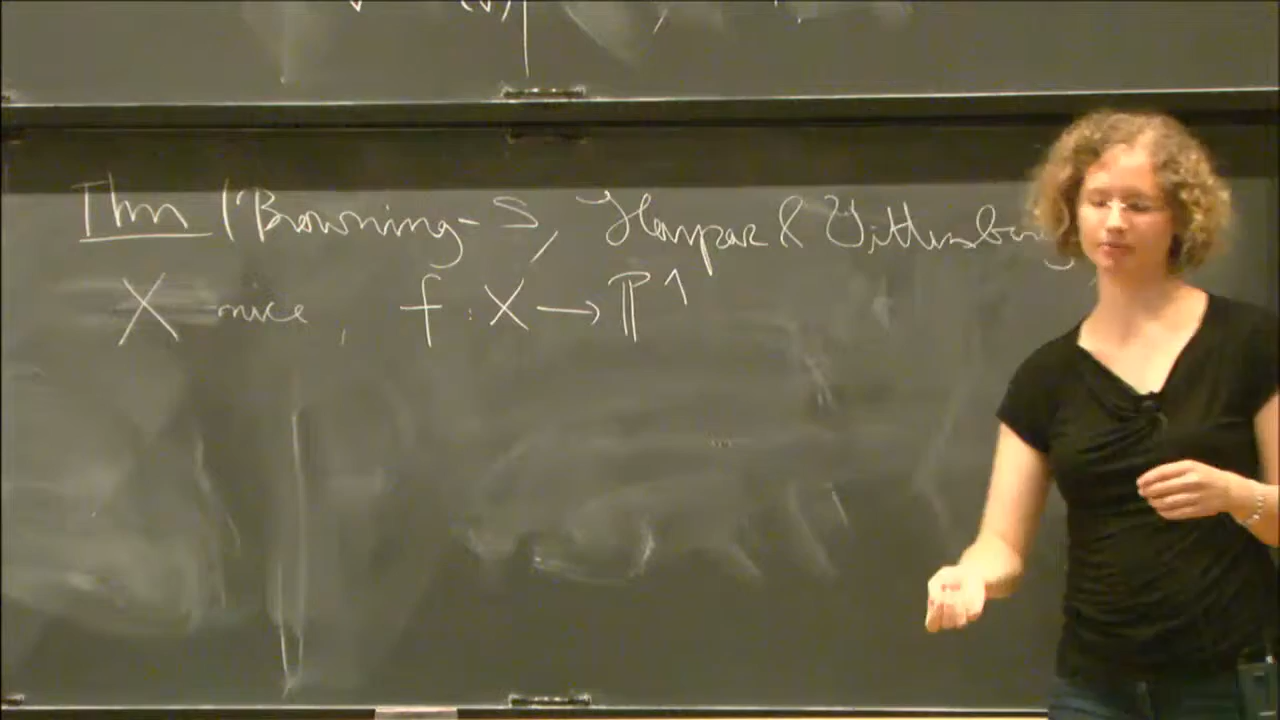 Thm (Browning-S, Harpaz & Wittenberg
X nice, f: X → ℙ¹